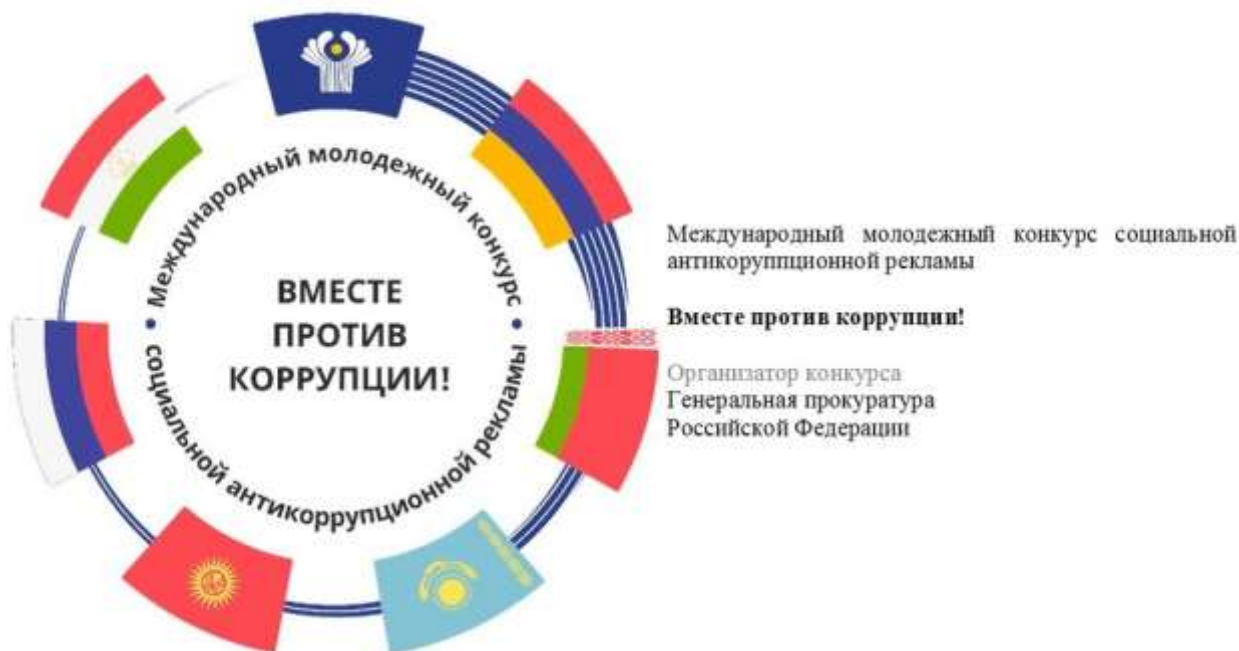 Международный молодежный конкурс
социальной антикоррупционной рекламы
ВМЕСТЕ
ПРОТИВ
КОРРУПЦИИ!
Международный молодежный конкурс социальной
антикоруппционной рекламы
Вместе против коррупции!
Организатор конкурса
Генеральная прокуратура
Российской Федерации